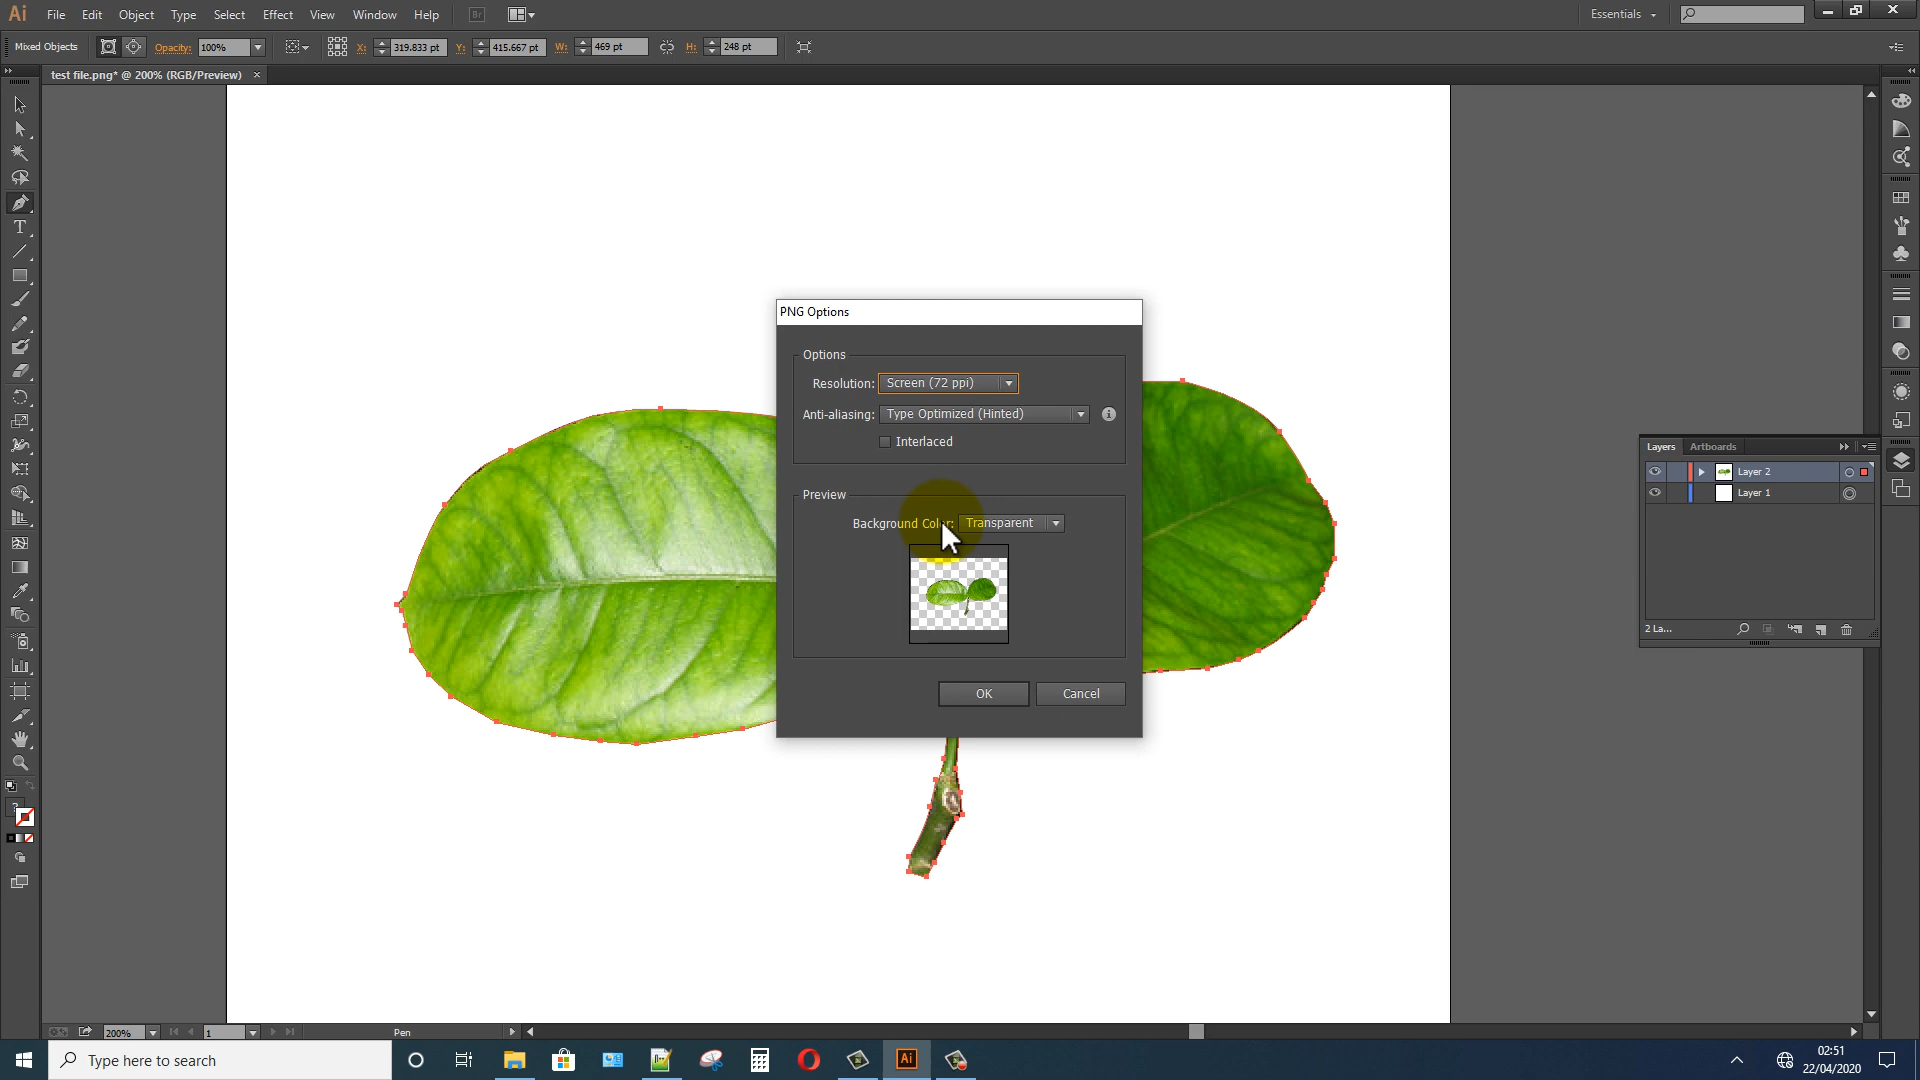 Ai File Edit Object Type Select Effect View Window Help Br Essentials
Mixed Objects Opacity: 100% X: 319.833 pt Y: 415.667 pt W: 469 pt H: 248 pt
test file.png* @ 200% (RGB/Preview) ×
PNG Options
Options
Resolution: Screen (72 ppi)
Anti-aliasing: Type Optimized (Hinted)
Interlaced
Preview
Background Color: Transparent
OK Cancel
Layers Artboards
Layer 2
Layer 1
2 La...
200% 1 Pen
Type here to search
Ai
02:51
22/04/2020